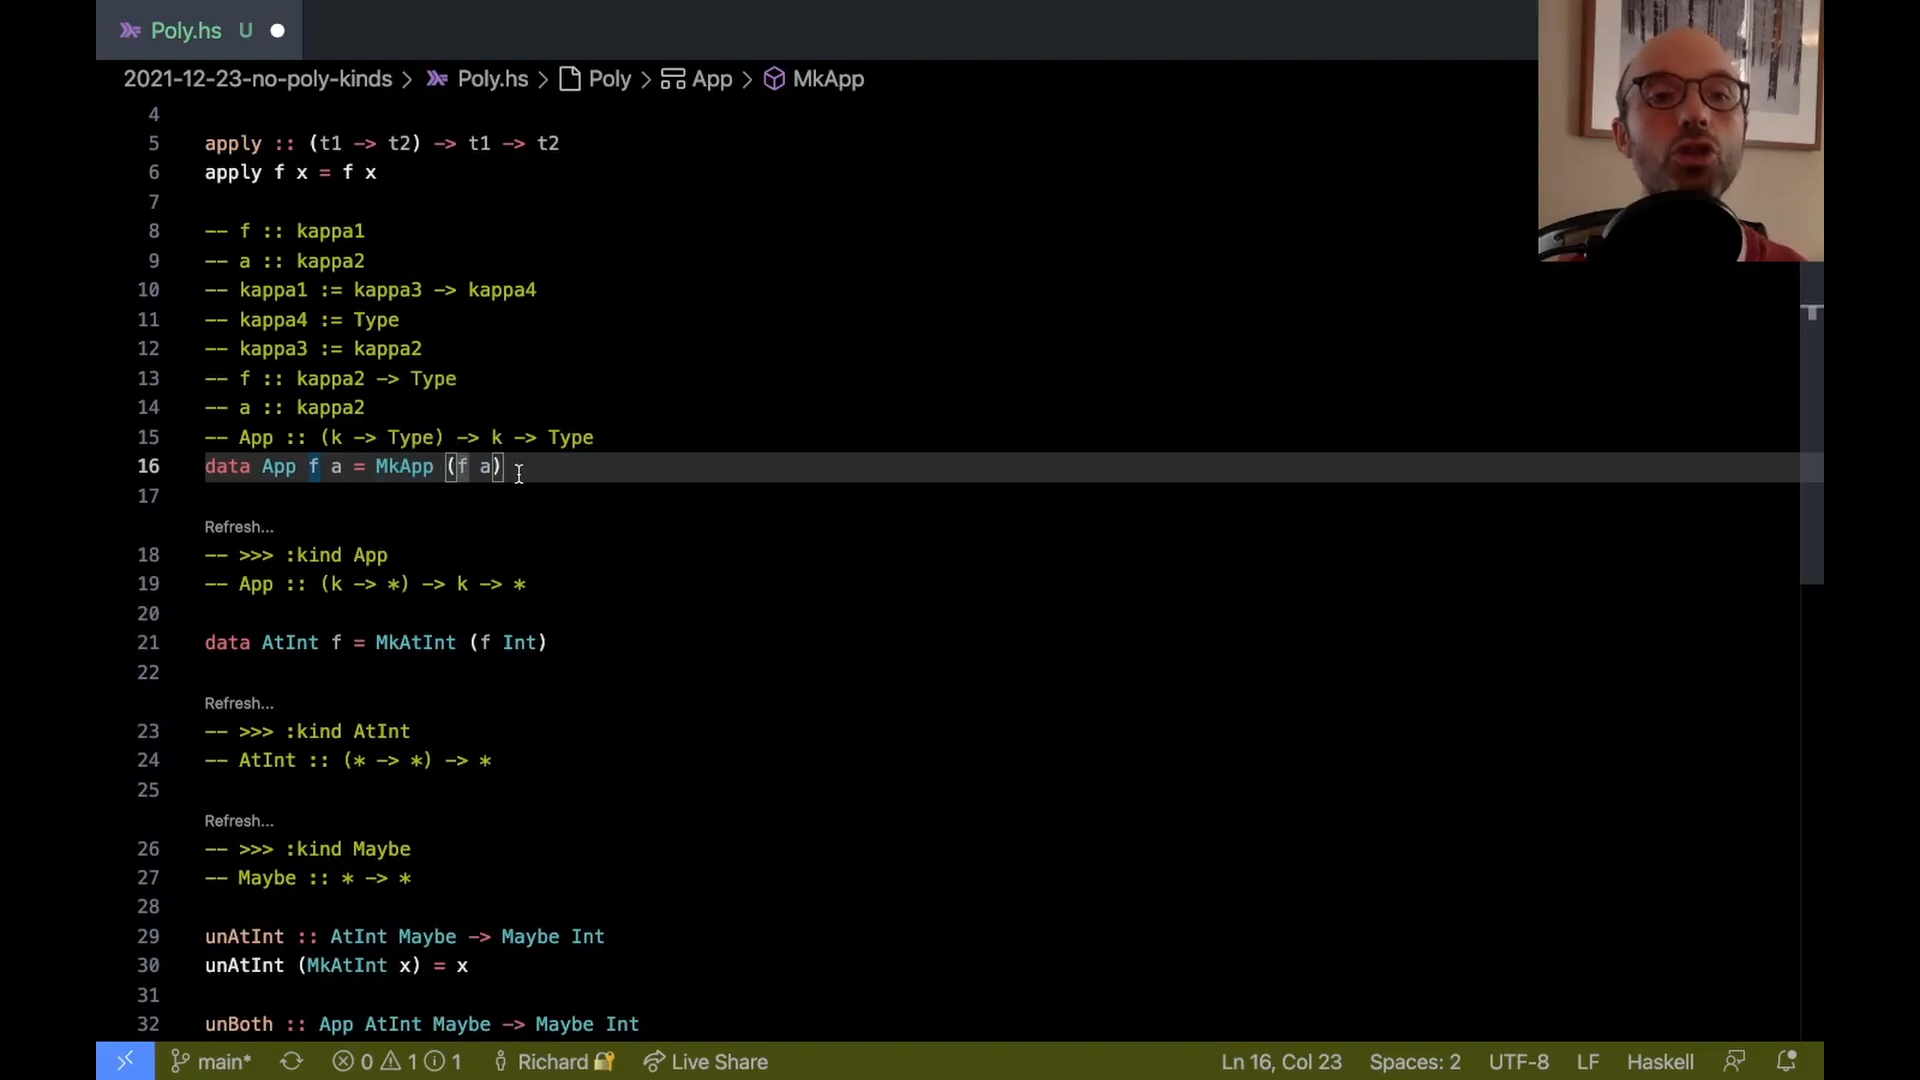 Poly.hs U
2021-12-23-no-poly-kinds > Poly.hs > Poly > App > MkApp
4
5 apply :: (t1 -> t2) -> t1 -> t2
6 apply f x = f x
7
8 -- f :: kappa1
9 -- a :: kappa2
10 -- kappa1 := kappa3 -> kappa4
11 -- kappa4 := Type
12 -- kappa3 := kappa2
13 -- f :: kappa2 -> Type
14 -- a :: kappa2
15 -- App :: (k -> Type) -> k -> Type
16 data App f a = MkApp (f a)
17
Refresh...
18 -- >>> :kind App
19 -- App :: (k -> *) -> k -> *
20
21 data AtInt f = MkAtInt (f Int)
22
Refresh...
23 -- >>> :kind AtInt
24 -- AtInt :: (* -> *) -> *
25
Refresh...
26 -- >>> :kind Maybe
27 -- Maybe :: * -> *
28
29 unAtInt :: AtInt Maybe -> Maybe Int
30 unAtInt (MkAtInt x) = x
31
32 unBoth :: App AtInt Maybe -> Maybe Int
main* 0 1 1 Richard Live Share Ln 16, Col 23 Spaces: 2 UTF-8 LF Haskell